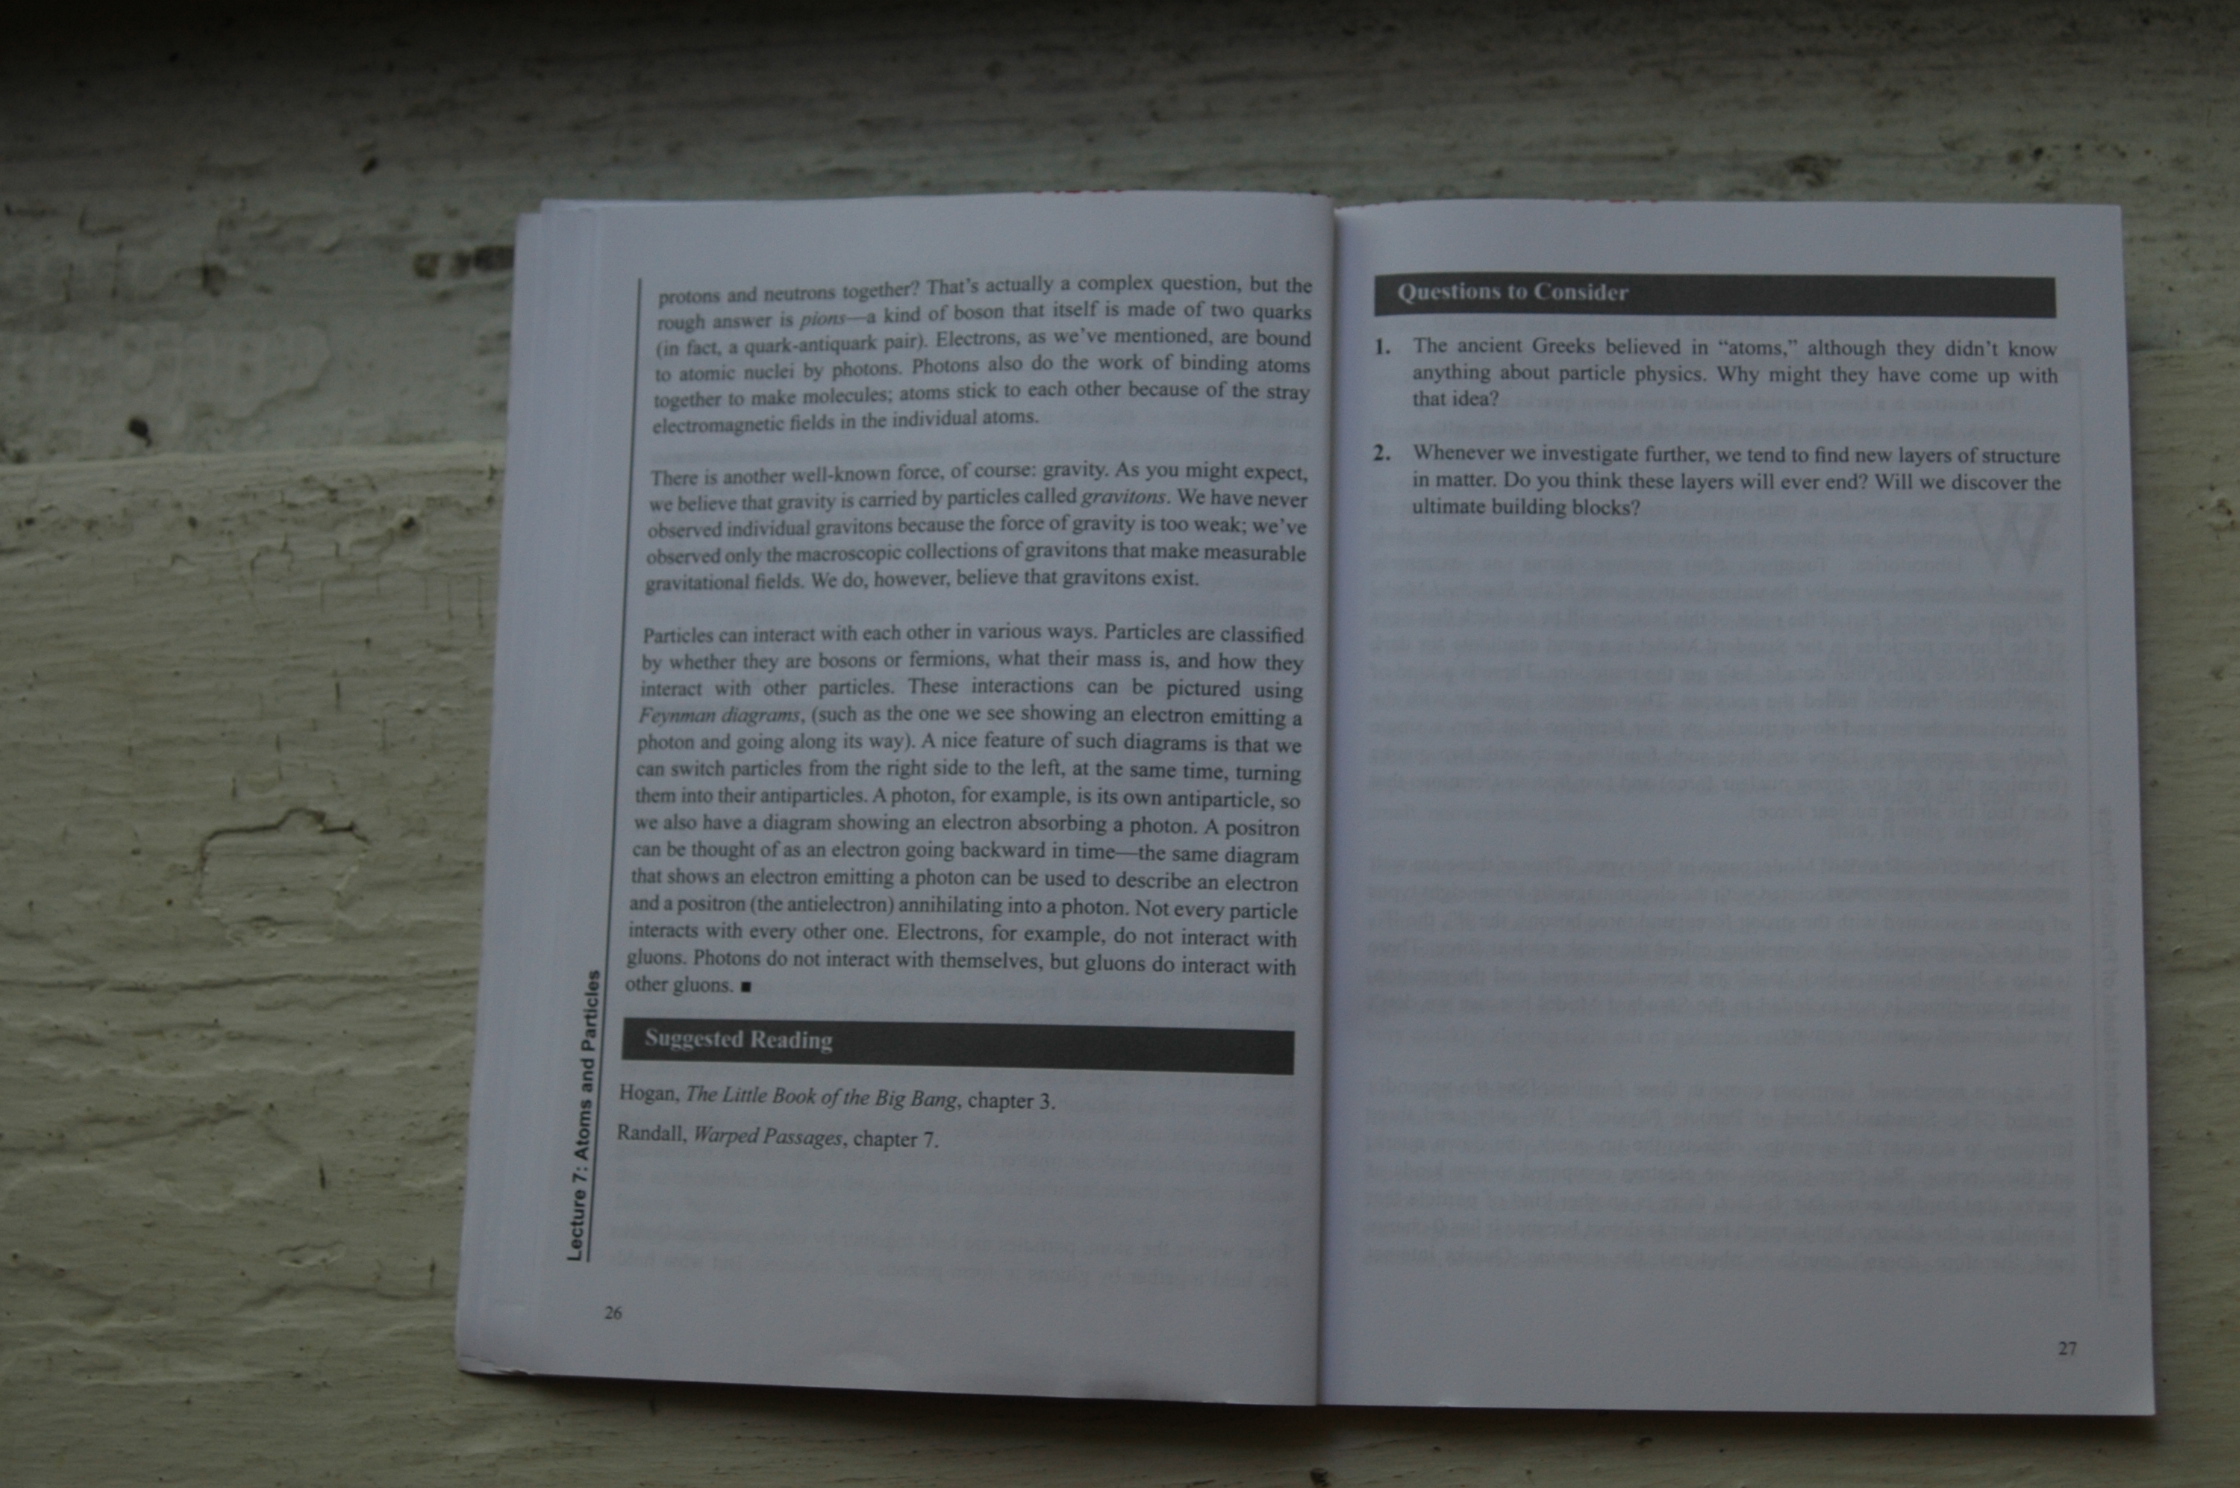 protons and neutrons together? That's actually a complex question, but the
rough answer is pions—a kind of boson that itself is made of two quarks
(in fact, a quark-antiquark pair). Electrons, as we've mentioned, are bound
to atomic nuclei by photons. Photons also do the work of binding atoms
together to make molecules; atoms stick to each other because of the stray
electromagnetic fields in the individual atoms.
There is another well-known force, of course: gravity. As you might expect,
we believe that gravity is carried by particles called gravitons. We have never
observed individual gravitons because the force of gravity is too weak; we've
observed only the macroscopic collections of gravitons that make measurable
gravitational fields. We do, however, believe that gravitons exist.
Particles can interact with each other in various ways. Particles are classified
by whether they are bosons or fermions, what their mass is, and how they
interact with other particles. These interactions can be pictured using
Feynman diagrams, (such as the one we see showing an electron emitting a
photon and going along its way). A nice feature of such diagrams is that we
can switch particles from the right side to the left, at the same time, turning
them into their antiparticles. A photon, for example, is its own antiparticle, so
we also have a diagram showing an electron absorbing a photon. A positron
can be thought of as an electron going backward in time—the same diagram
that shows an electron emitting a photon can be used to describe an electron
and a positron (the antielectron) annihilating into a photon. Not every particle
interacts with every other one. Electrons, for example, do not interact with
gluons. Photons do not interact with themselves, but gluons do interact with
other gluons. ■
Suggested Reading
Hogan, The Little Book of the Big Bang, chapter 3.
Randall, Warped Passages, chapter 7.
Lecture 7: Atoms and Particles
26
Questions to Consider
1. The ancient Greeks believed in “atoms,” although they didn't know
anything about particle physics. Why might they have come up with
that idea?
2. Whenever we investigate further, we tend to find new layers of structure
in matter. Do you think these layers will ever end? Will we discover the
ultimate building blocks?
27